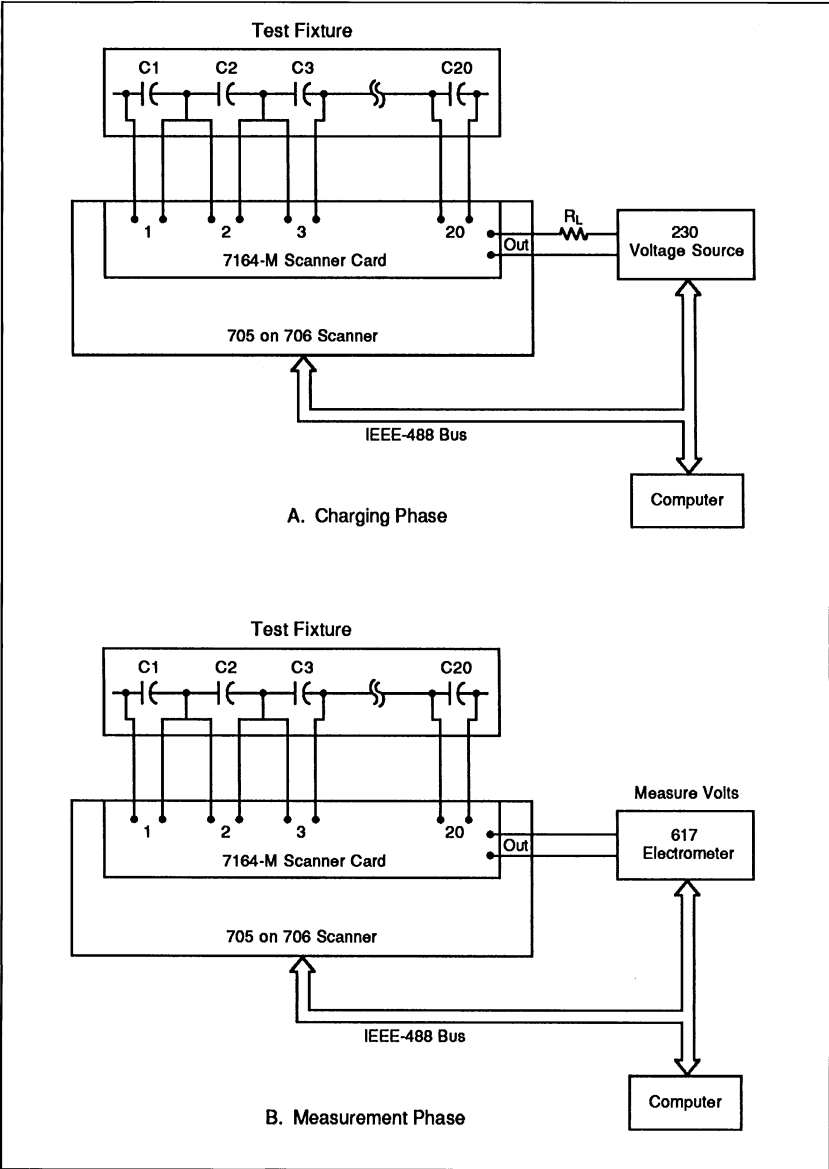 Test Fixture
C1 C2 C3 C20
1 2 3 20
Out
7164-M Scanner Card
705 on 706 Scanner
RL
230
Voltage Source
IEEE-488 Bus
Computer
A. Charging Phase
Test Fixture
C1 C2 C3 C20
1 2 3 20
Out
7164-M Scanner Card
705 on 706 Scanner
Measure Volts
617
Electrometer
IEEE-488 Bus
Computer
B. Measurement Phase